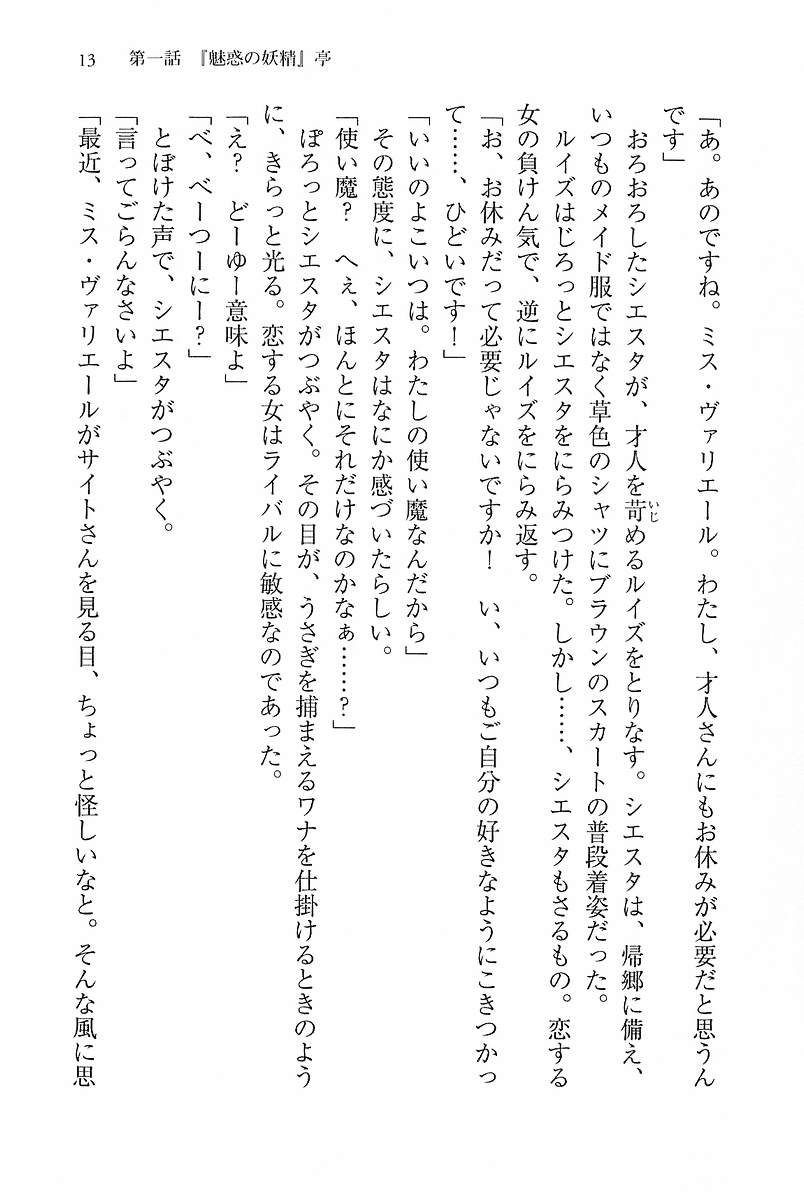 13　第一話　『魅惑の妖精』亭
「あ。あのですね。ミス・ヴァリエール。わたし、才人さんにもお休みが必要だと思うん
です」
　おろおろしたシエスタが、才人を苛めるルイズをとりなす。シエスタは、帰郷に備え、
いじ
いつものメイド服ではなく草色のシャツにブラウンのスカートの普段着姿だった。
　ルイズはじろっとシエスタをにらみつけた。しかし……、シエスタもさるもの。恋する
女の負けん気で、逆にルイズをにらみ返す。
「お、お休みだって必要じゃないですか！　い、いつもご自分の好きなようにこきつかっ
て……、ひどいです！」
「いいのよこいつは。わたしの使い魔なんだから」
　その態度に、シエスタはなにか感づいたらしい。
「使い魔？　へぇ、ほんとにそれだけなのかなぁ……？」
　ぽろっとシエスタがつぶやく。その目が、うさぎを捕まえるワナを仕掛けるときのよう
に、きらっと光る。恋する女はライバルに敏感なのであった。
「え？　どーゆー意味よ」
「べ、べーつーにー？」
　とぼけた声で、シエスタがつぶやく。
「言ってごらんなさいよ」
「最近、ミス・ヴァリエールがサイトさんを見る目、ちょっと怪しいなと。そんな風に思